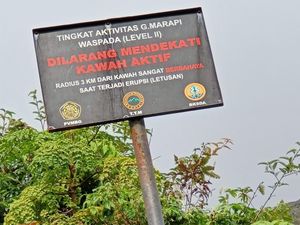 TINGKAT AKTIVITAS G.MARAPI
WASPADA (LEVEL II)
DILARANG MENDEKATI
KAWAH AKTIF
RADIUS 3 KM DARI KAWAH SANGAT BERBAHAYA
SAAT TERJADI ERUPSI (LETUSAN)
PVMBG
BKSDA